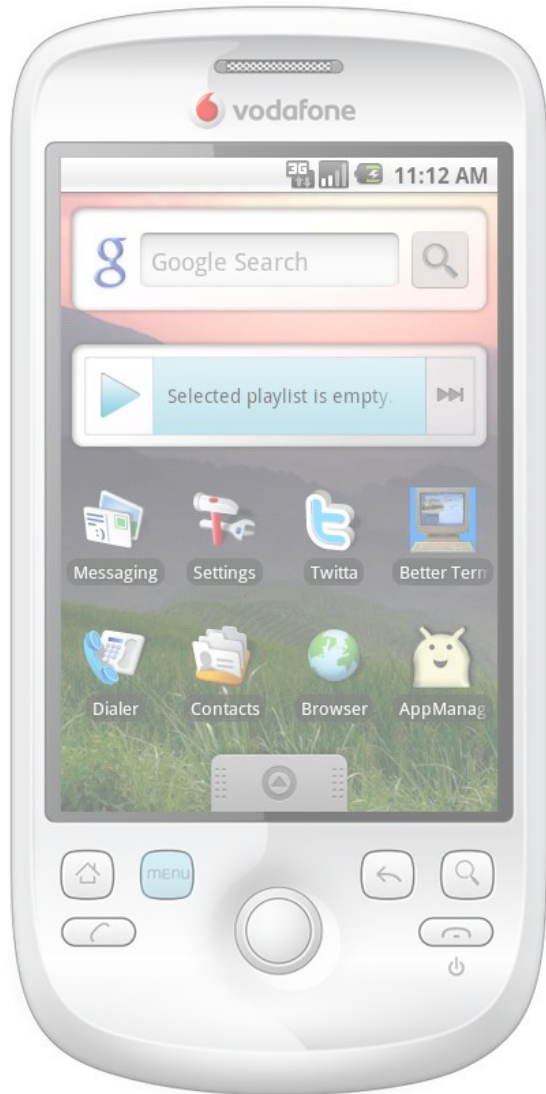 vodafone
3G 11:12 AM
g Google Search
Selected playlist is empty.
Messaging Settings Twitta Better Term
Dialer Contacts Browser AppManag
MENU